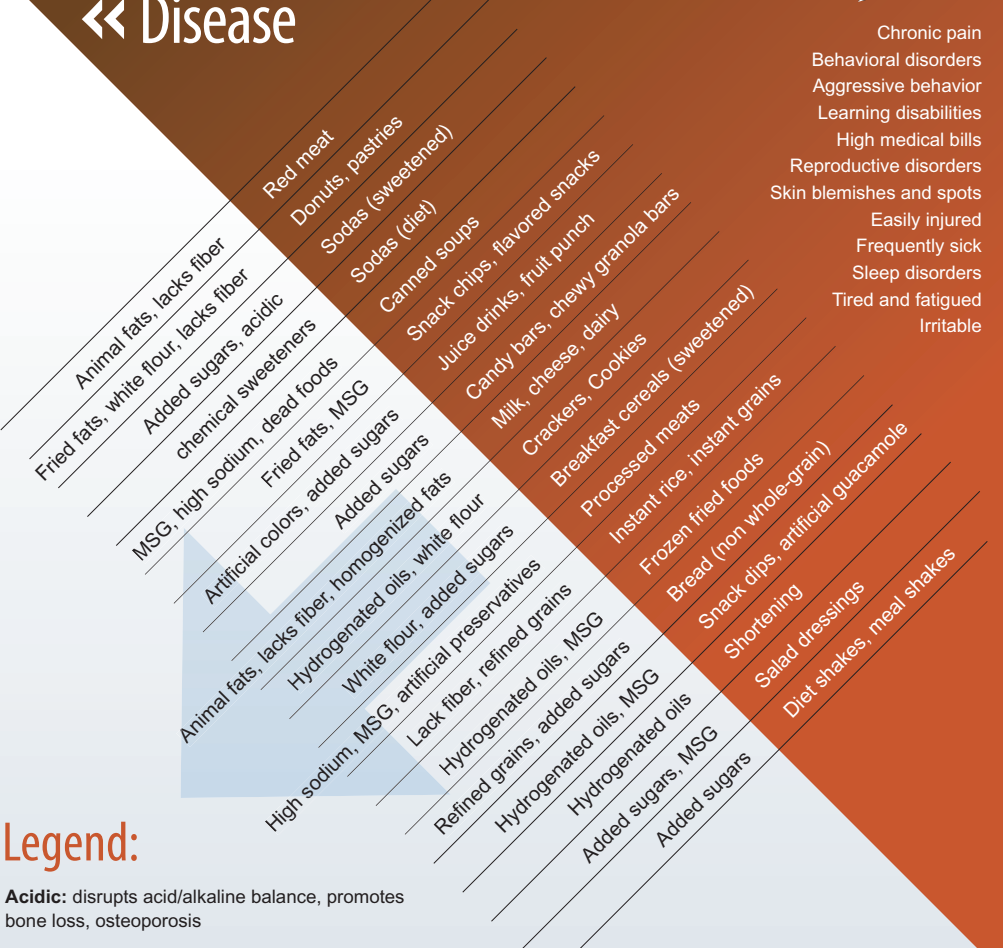 ‹‹ Disease
Chronic pain
Behavioral disorders
Aggressive behavior
Learning disabilities
High medical bills
Reproductive disorders
Skin blemishes and spots
Easily injured
Frequently sick
Sleep disorders
Tired and fatigued
Irritable
Red meat
Donuts, pastries
Sodas (sweetened)
Sodas (diet)
Canned soups
Snack chips, flavored snacks
Juice drinks, fruit punch
Candy bars, chewy granola bars
Milk, cheese, dairy
Crackers, Cookies
Breakfast cereals (sweetened)
Processed meats
Instant rice, instant grains
Frozen fried foods
Bread (non whole-grain)
Snack dips, artificial guacamole
Shortening
Salad dressings
Diet shakes, meal shakes
Animal fats, lacks fiber
Fried fats, white flour, lacks fiber
Added sugars, acidic
chemical sweeteners
MSG, high sodium, dead foods
Fried fats, MSG
Artificial colors, added sugars
Added sugars
Animal fats, lacks fiber, homogenized fats
Hydrogenated oils, white flour
White flour, added sugars
High sodium, MSG, artificial preservatives
Lack fiber, refined grains
Hydrogenated oils, MSG
Refined grains, added sugars
Hydrogenated oils, MSG
Hydrogenated oils
Added sugars, MSG
Added sugars
Legend:
Acidic: disrupts acid/alkaline balance, promotes
bone loss, osteoporosis